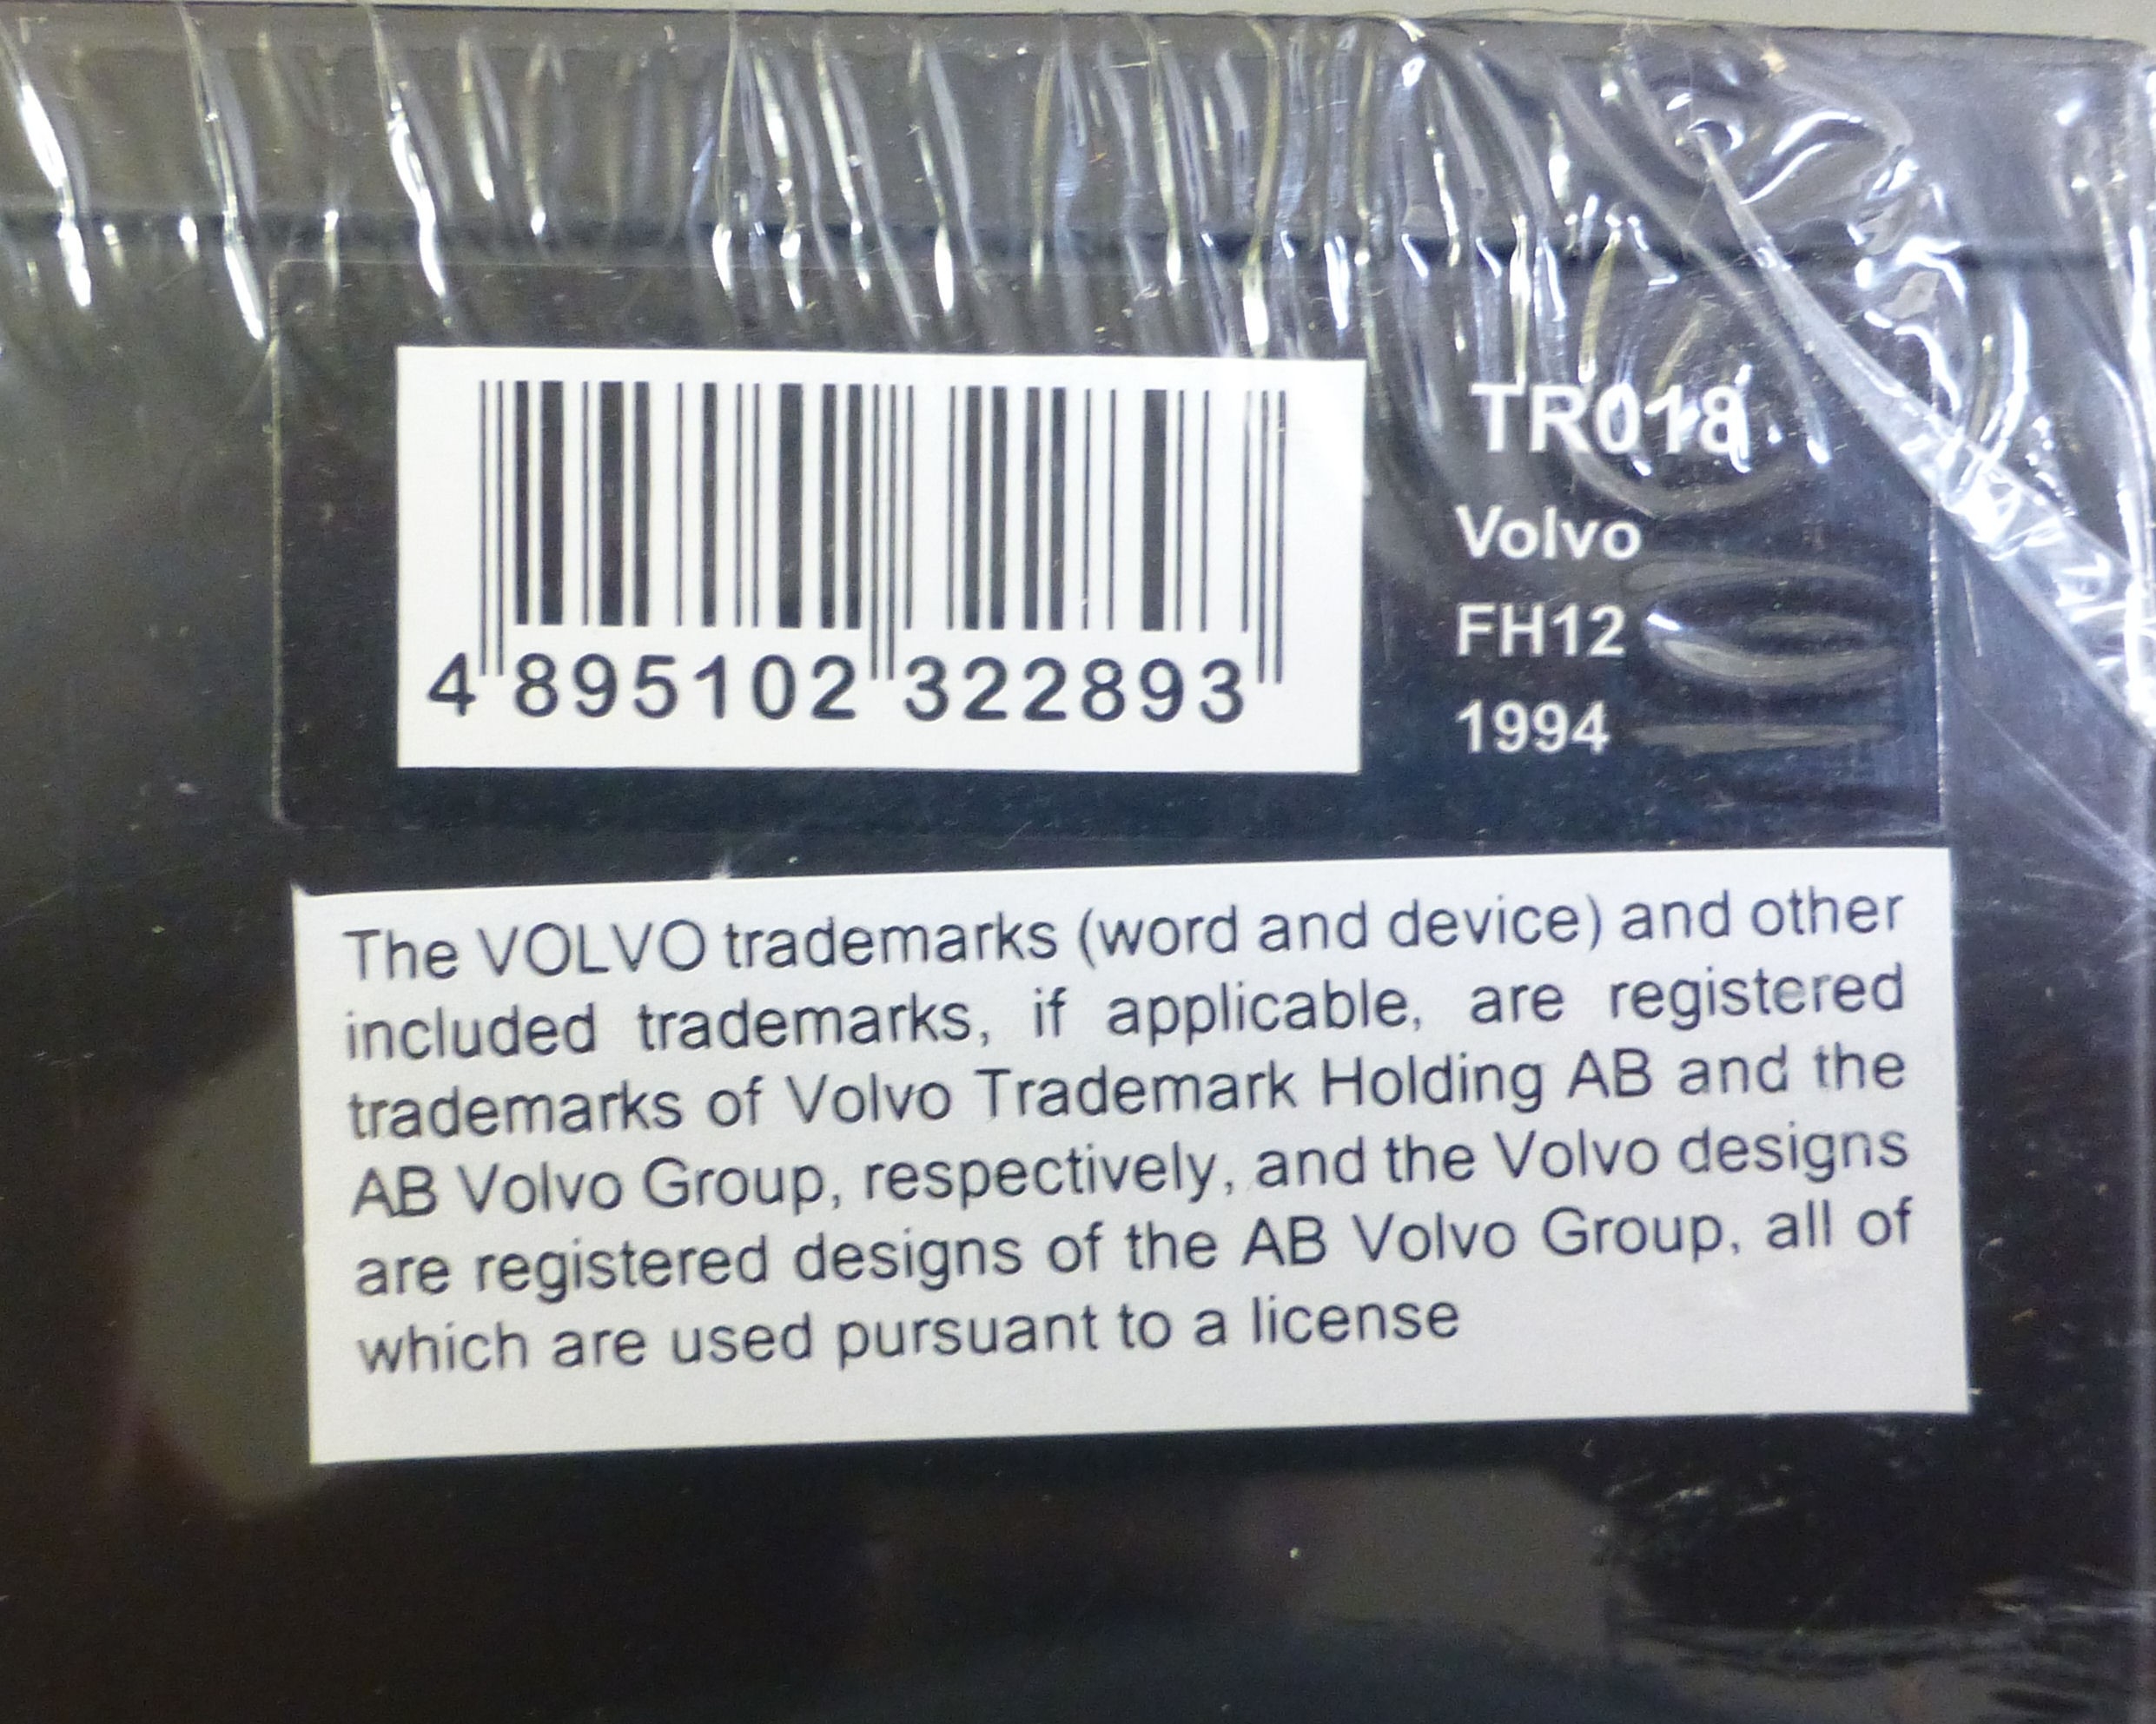 TR018
Volvo
FH12
1994
4 895102 322893
The VOLVO trademarks (word and device) and other
included trademarks, if applicable, are registered
trademarks of Volvo Trademark Holding AB and the
AB Volvo Group, respectively, and the Volvo designs
are registered designs of the AB Volvo Group, all of
which are used pursuant to a license